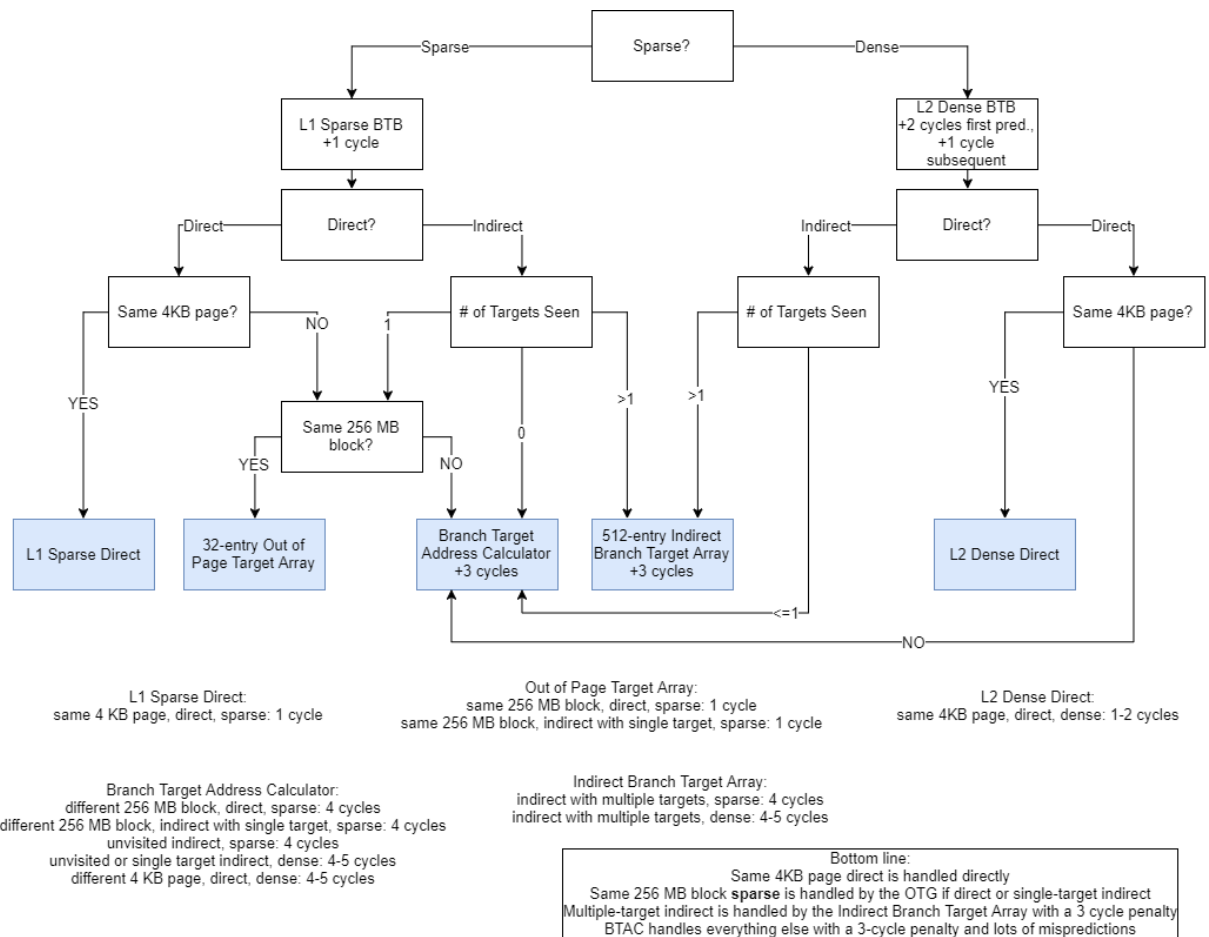 Sparse?
Sparse
Dense
L1 Sparse BTB
+1 cycle
L2 Dense BTB
+2 cycles first pred.,
+1 cycle
subsequent
Direct?
Direct
Indirect
Direct?
Indirect
Direct
Same 4KB page?
# of Targets Seen
# of Targets Seen
Same 4KB page?
NO
1
YES
>1
>1
YES
0
Same 256 MB
block?
YES
NO
L1 Sparse Direct
32-entry Out of
Page Target Array
Branch Target
Address Calculator
+3 cycles
512-entry Indirect
Branch Target Array
+3 cycles
L2 Dense Direct
<=1
NO
L1 Sparse Direct:
same 4 KB page, direct, sparse: 1 cycle
Out of Page Target Array:
same 256 MB block, direct, sparse: 1 cycle
same 256 MB block, indirect with single target, sparse: 1 cycle
L2 Dense Direct:
same 4KB page, direct, dense: 1-2 cycles
Branch Target Address Calculator:
different 256 MB block, direct, sparse: 4 cycles
different 256 MB block, indirect with single target, sparse: 4 cycles
unvisited indirect, sparse: 4 cycles
unvisited or single target indirect, dense: 4-5 cycles
different 4 KB page, direct, dense: 4-5 cycles
Indirect Branch Target Array:
indirect with multiple targets, sparse: 4 cycles
indirect with multiple targets, dense: 4-5 cycles
Bottom line:
Same 4KB page direct is handled directly
Same 256 MB block sparse is handled by the OTG if direct or single-target indirect
Multiple-target indirect is handled by the Indirect Branch Target Array with a 3 cycle penalty
BTAC handles everything else with a 3-cycle penalty and lots of mispredictions